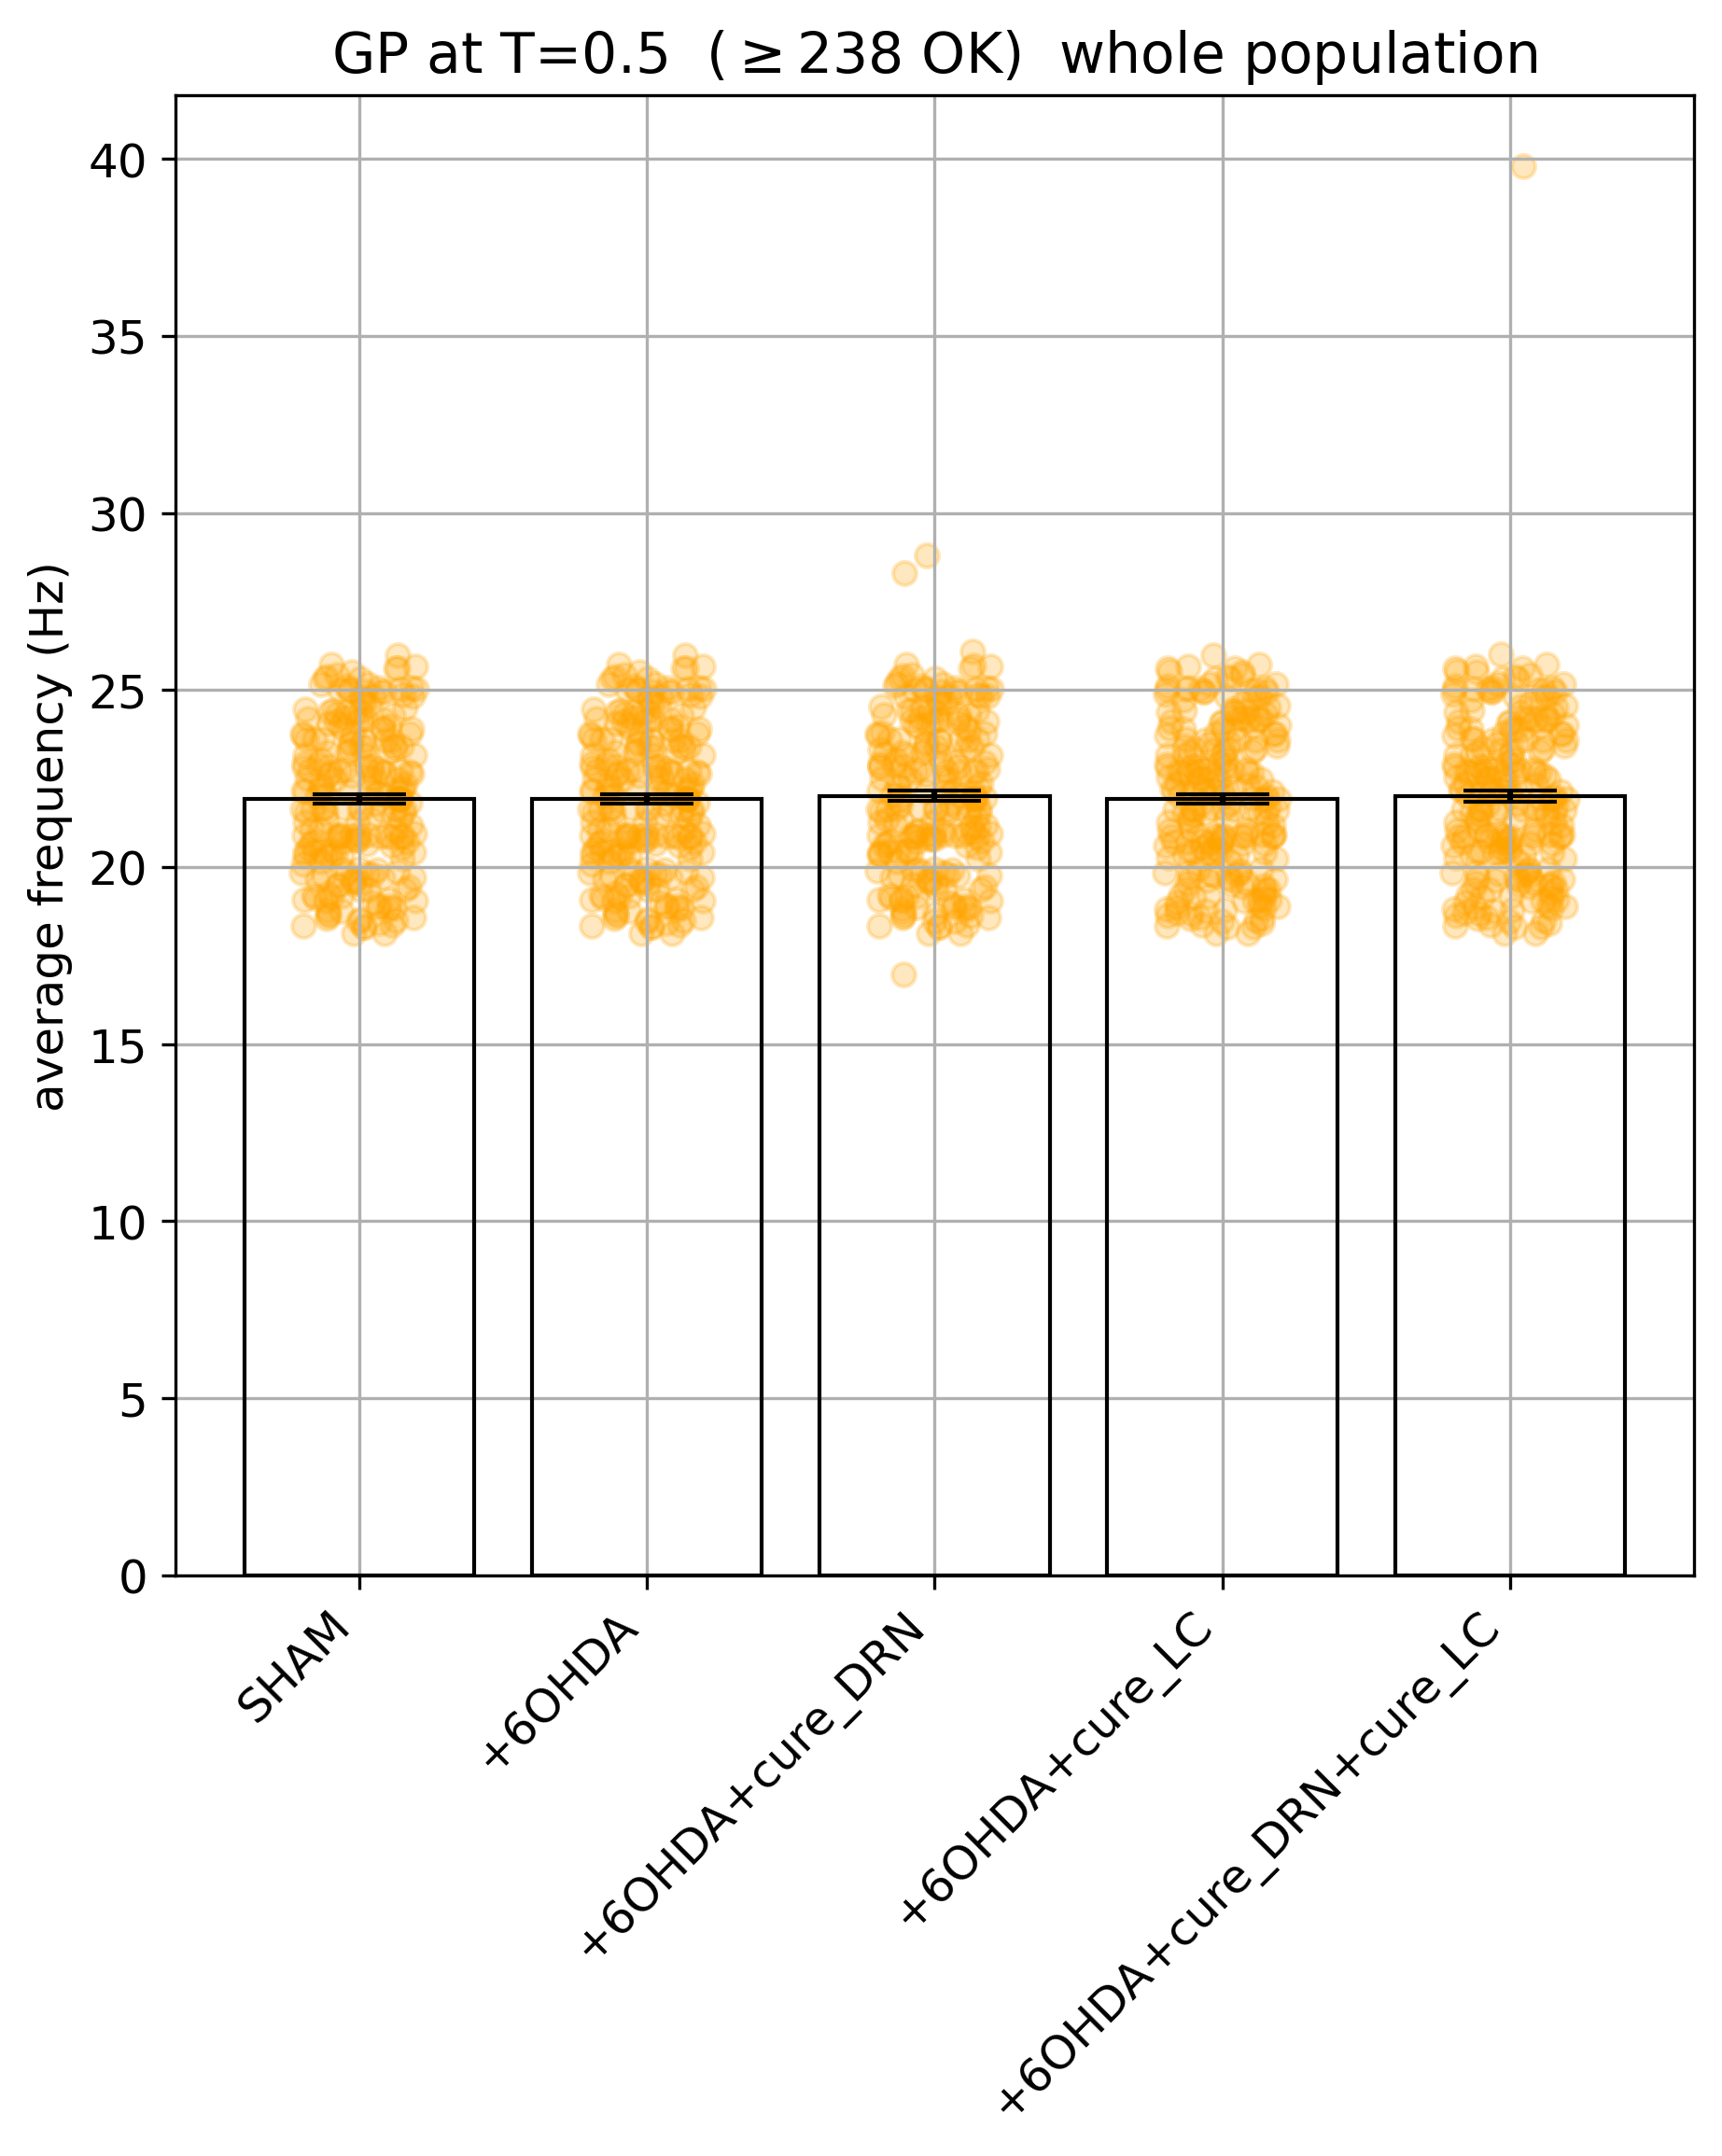 GP at T=0.5 (≥238 OK) whole population
average frequency (Hz)
40
35
30
25
20
15
10
5
0
SHAM
+6OHDA
+6OHDA+cure_DRN
+6OHDA+cure_LC
+6OHDA+cure_DRN+cure_LC